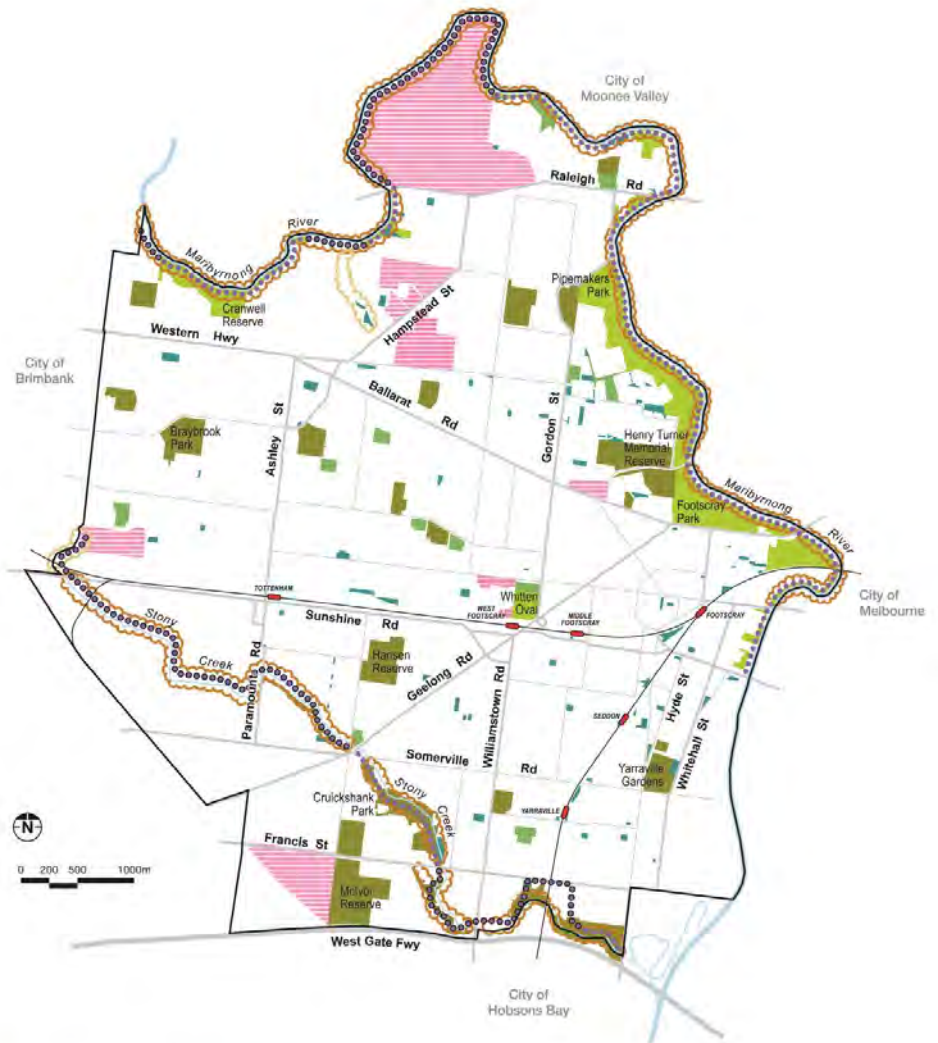 City of
Moonee Valley
Raleigh Rd
Maribyrnong River
Cranwell
Reserve
Pipemakers
Park
Hampstead St
Western Hwy
City of
Brimbank
Ballarat Rd
Gordon St
Ashley St
Braybrook
Park
Henry Turner
Memorial
Reserve
Footscray
Park
Maribyrnong River
City of
Melbourne
TOTTENHAM
WEST
FOOTSCRAY
Whitten
Oval
MIDDLE
FOOTSCRAY
FOOTSCRAY
Sunshine Rd
Stony Creek
Paramount Rd
Hansen
Reserve
Geelong Rd
Williamstown Rd
Hyde St
Whitehall St
SEDDON
Somerville Rd
Yarraville
Gardens
Stony Creek
Cruickshank
Park
YARRAVILLE
N
Francis St
0 200 500 1000m
McIvor
Reserve
West Gate Fwy
City of
Hobsons Bay